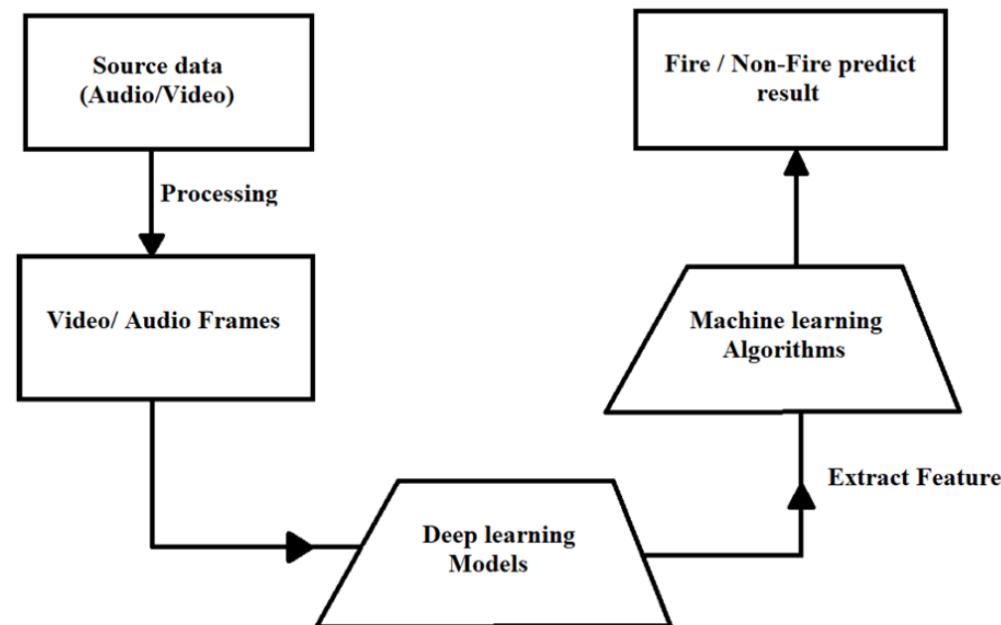 Source data
(Audio/Video)
Processing
Video/ Audio Frames
Deep learning
Models
Extract Feature
Machine learning
Algorithms
Fire / Non-Fire predict
result